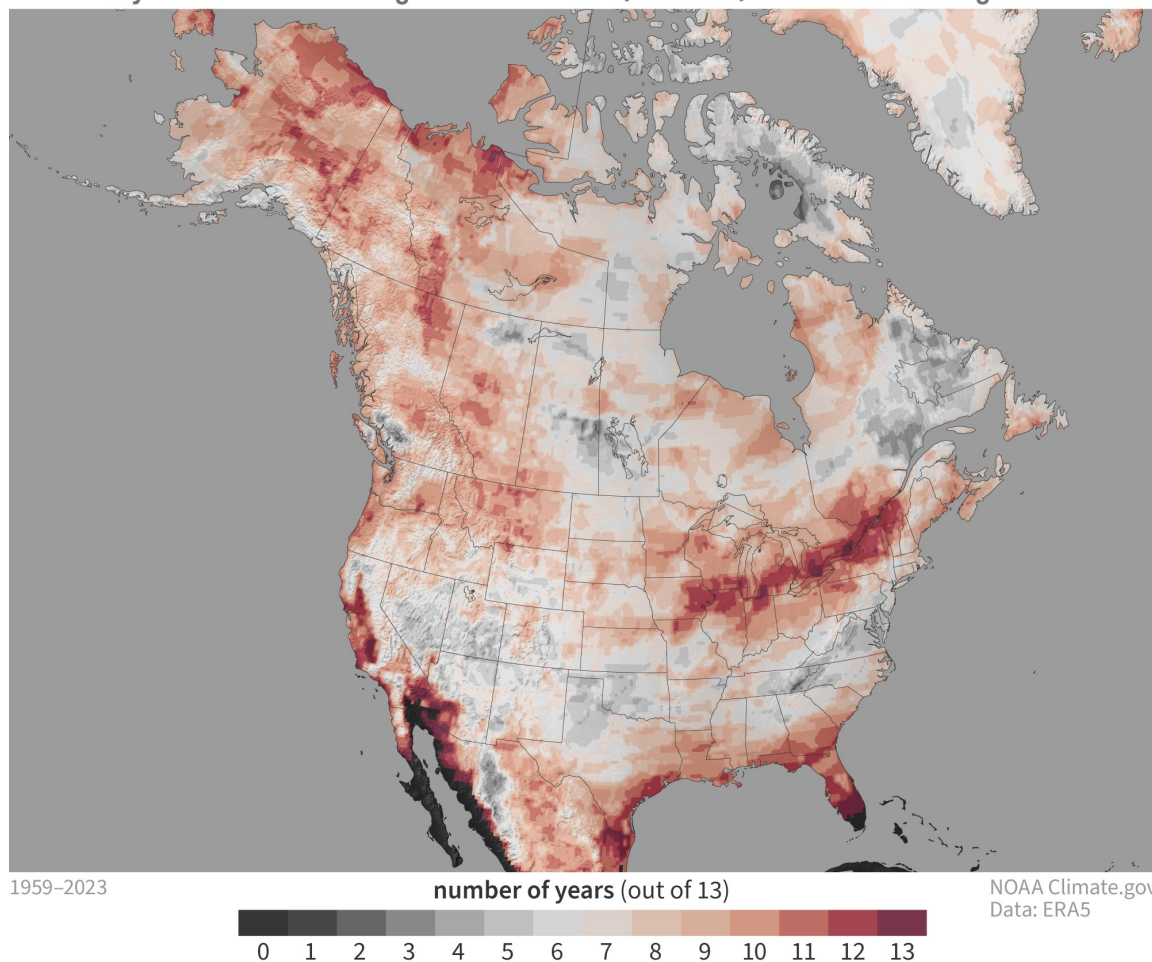 1959–2023
number of years (out of 13)
NOAA Climate.gov
Data: ERA5
0 1 2 3 4 5 6 7 8 9 10 11 12 13